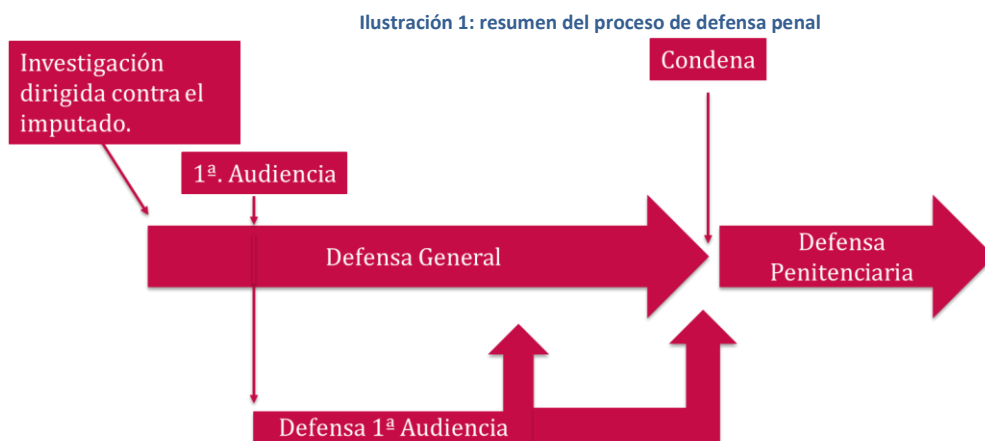 Ilustración 1: resumen del proceso de defensa penal
Investigación
dirigida contra el
imputado.
Condena
1ª. Audiencia
Defensa General
Defensa
Penitenciaria
Defensa 1ª Audiencia